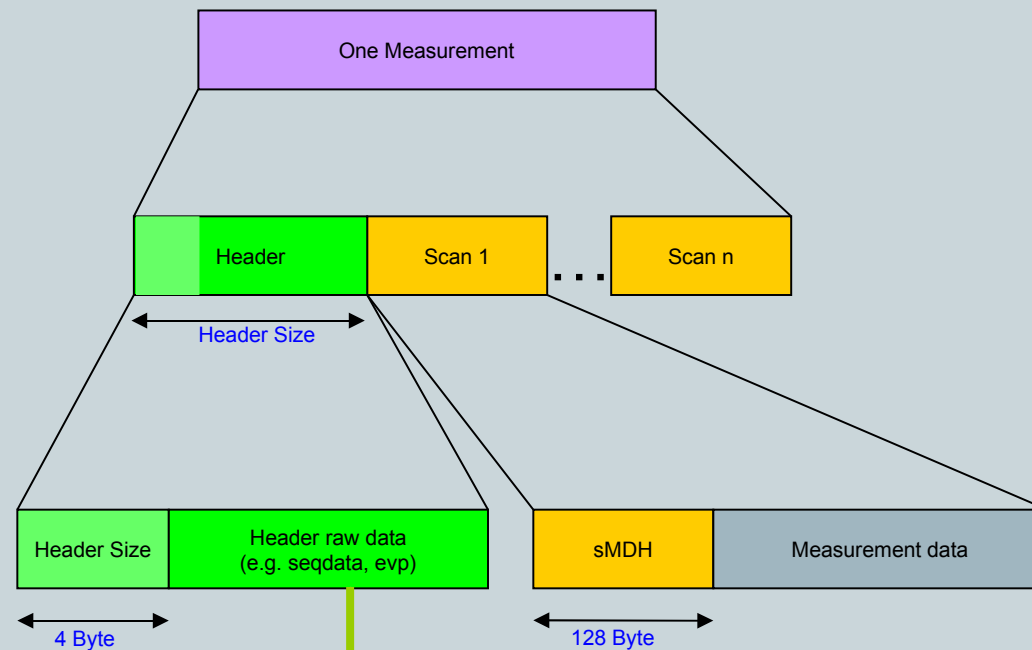 One Measurement
Header
Scan 1
. . .
Scan n
Header Size
Header Size
Header raw data
(e.g. seqdata, evp)
sMDH
Measurement data
4 Byte
128 Byte